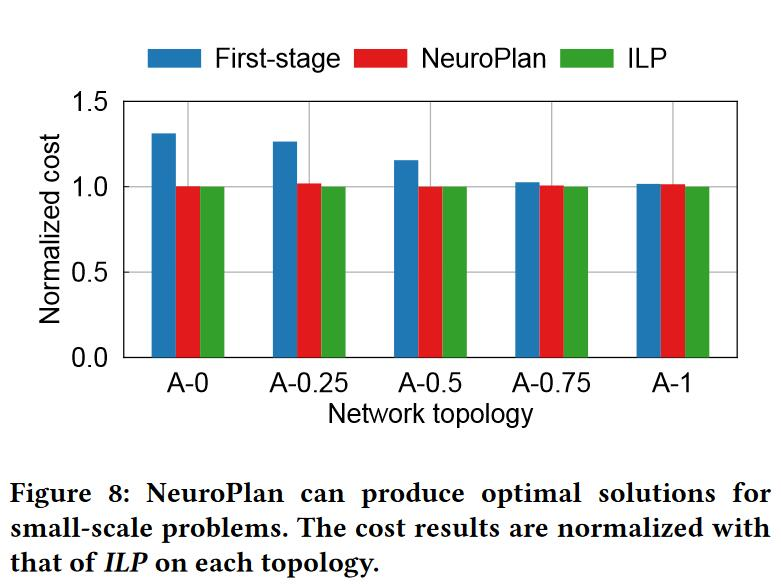 First-stage NeuroPlan ILP
1.5
1.0
0.5
0.0
Normalized cost
A-0 A-0.25 A-0.5 A-0.75 A-1
Network topology
Figure 8: NeuroPlan can produce optimal solutions for
small-scale problems. The cost results are normalized with
that of ILP on each topology.